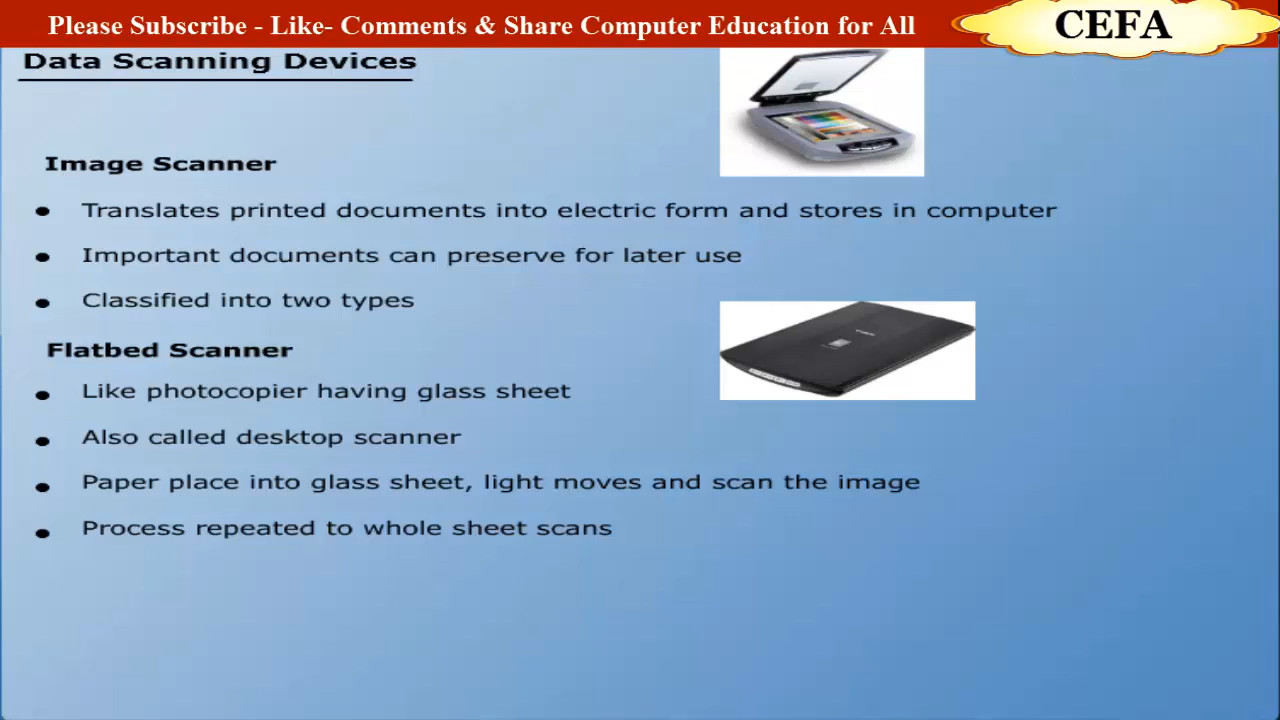 Please Subscribe - Like- Comments & Share Computer Education for All
CEFA
Data Scanning Devices
Image Scanner
• Translates printed documents into electric form and stores in computer
• Important documents can preserve for later use
• Classified into two types
Flatbed Scanner
• Like photocopier having glass sheet
• Also called desktop scanner
• Paper place into glass sheet, light moves and scan the image
• Process repeated to whole sheet scans